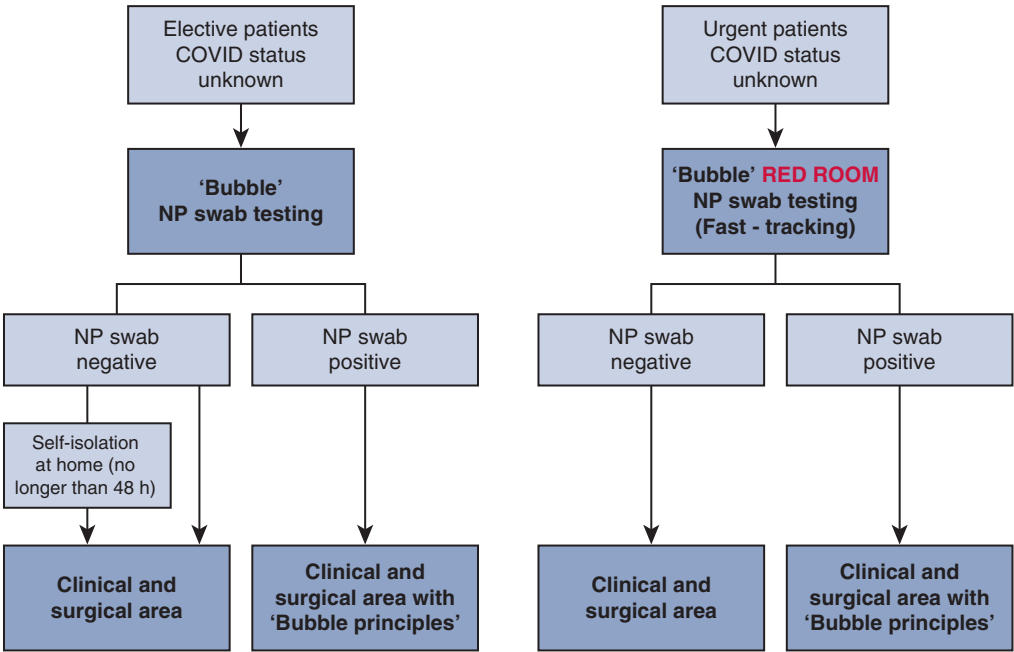 Elective patients
COVID status
unknown
Urgent patients
COVID status
unknown
‘Bubble’
NP swab testing
‘Bubble’ RED ROOM
NP swab testing
(Fast - tracking)
NP swab
negative
NP swab
positive
NP swab
negative
NP swab
positive
Self-isolation
at home (no
longer than 48 h)
Clinical and
surgical area
Clinical and
surgical area with
‘Bubble principles’
Clinical and
surgical area
Clinical and
surgical area with
‘Bubble principles’